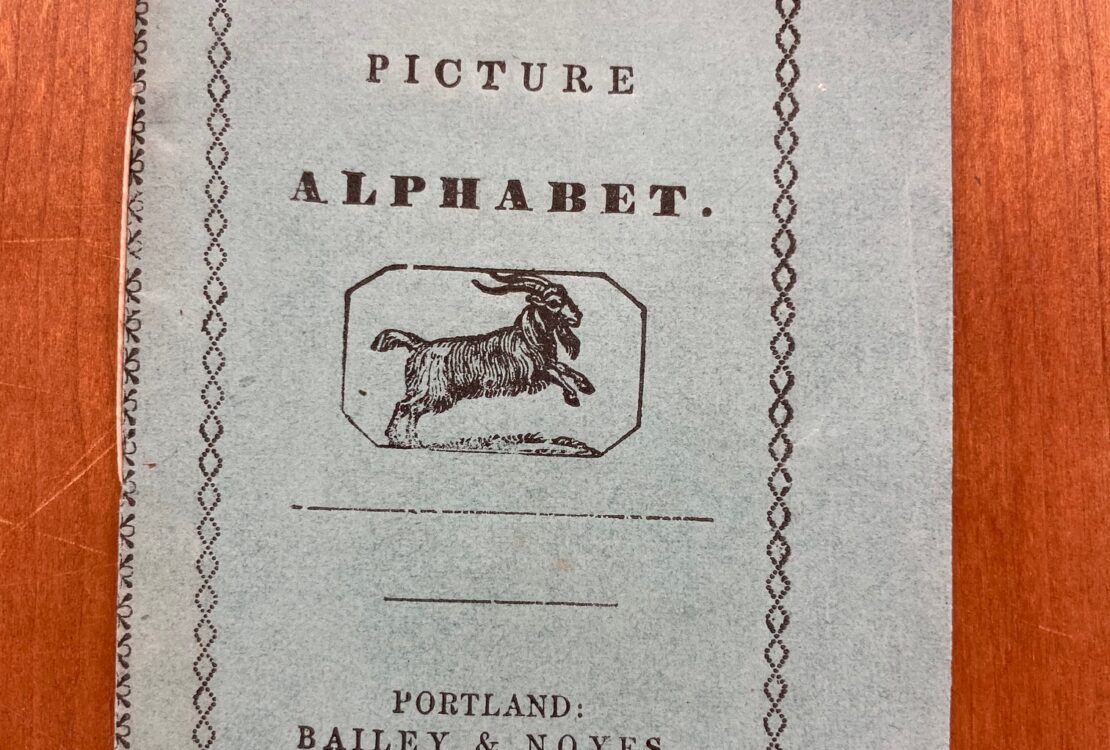 PICTURE
ALPHABET.
PORTLAND:
BAILEY & NOYES